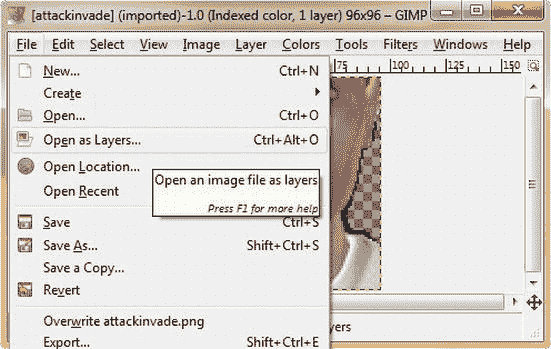 [attackinvade] (imported)-1.0 (Indexed color, 1 layer) 96x96 – GIMP
File Edit Select View Image Layer Colors Tools Filters Windows Help
75 100 125 150
New... Ctrl+N
Create
Open... Ctrl+O
Open as Layers... Ctrl+Alt+O
Open Location...
Open an image file as layers
Open Recent
Press F1 for more help
Save Ctrl+S
Save As... Shift+Ctrl+S
Save a Copy...
Revert
Overwrite attackinvade.png
yers
Export... Shift+Ctrl+E